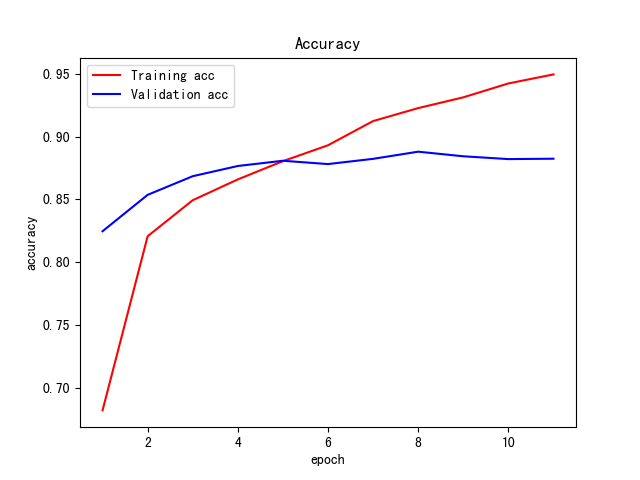 Accuracy
Training acc
Validation acc
0.95
0.90
0.85
0.80
0.75
0.70
accuracy
2 4 6 8 10
epoch